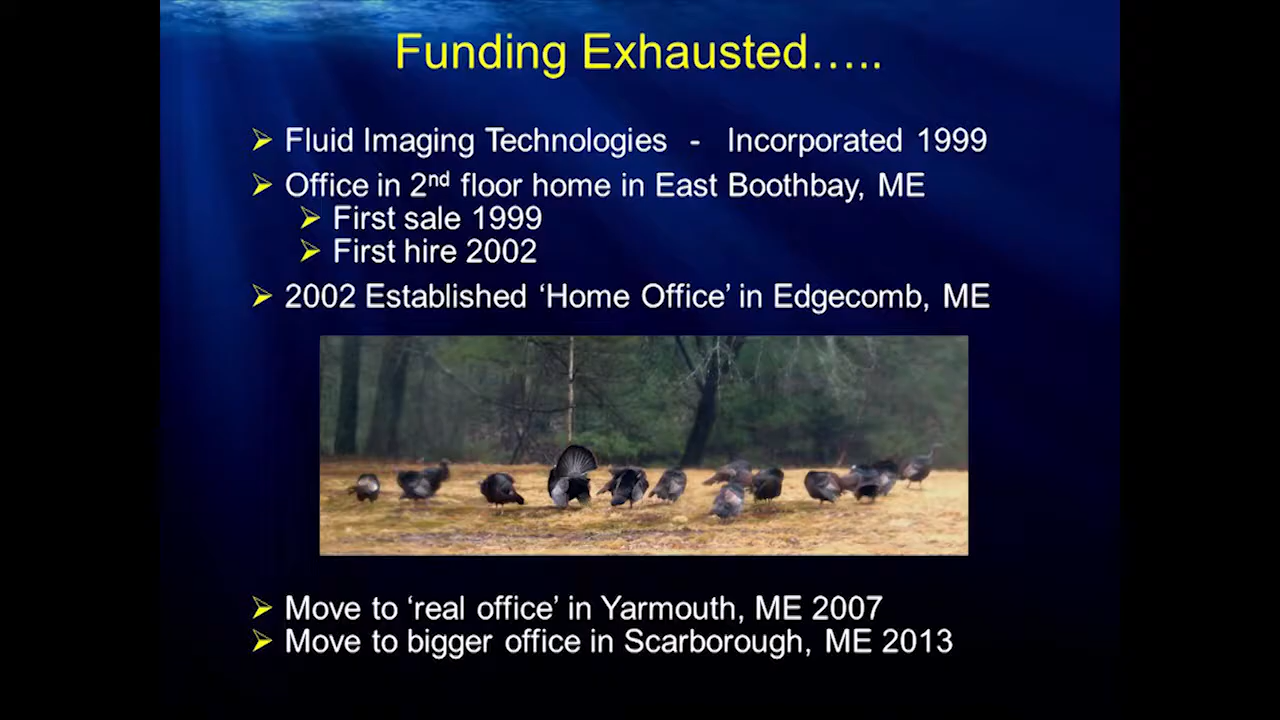 Funding Exhausted…..
➢ Fluid Imaging Technologies - Incorporated 1999
➢ Office in 2nd floor home in East Boothbay, ME
➢ First sale 1999
➢ First hire 2002
➢ 2002 Established ‘Home Office’ in Edgecomb, ME
➢ Move to ‘real office’ in Yarmouth, ME 2007
➢ Move to bigger office in Scarborough, ME 2013